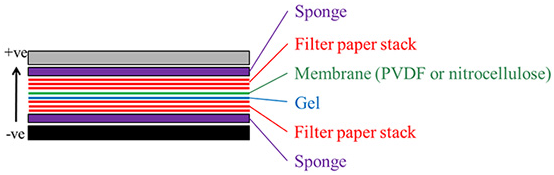 Sponge
+ve
Filter paper stack
Membrane (PVDF or nitrocellulose)
Gel
-ve
Filter paper stack
Sponge